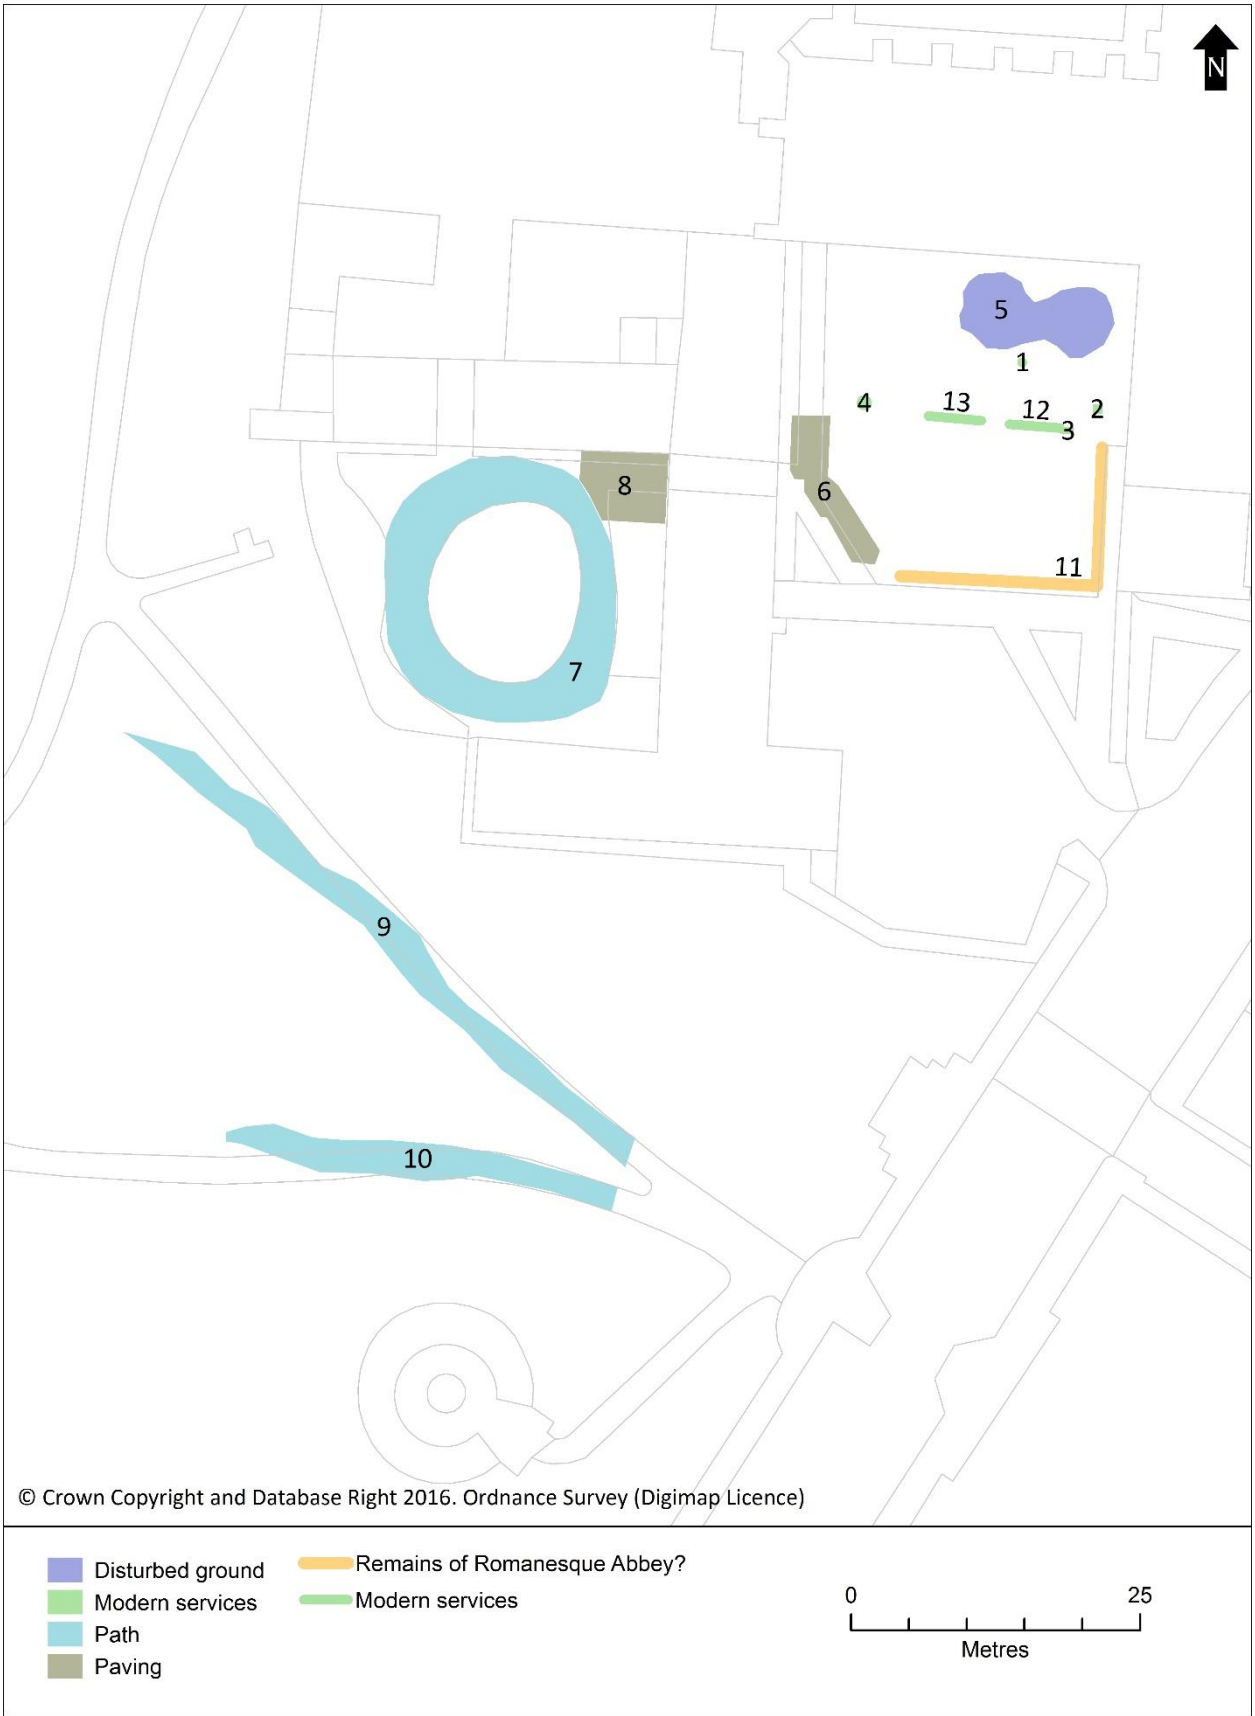 N
5
1
4
13
12
2
3
8
6
11
7
9
10
© Crown Copyright and Database Right 2016. Ordnance Survey (Digimap Licence)
Disturbed ground
Modern services
Path
Paving
Remains of Romanesque Abbey?
Modern services
0 25
Metres